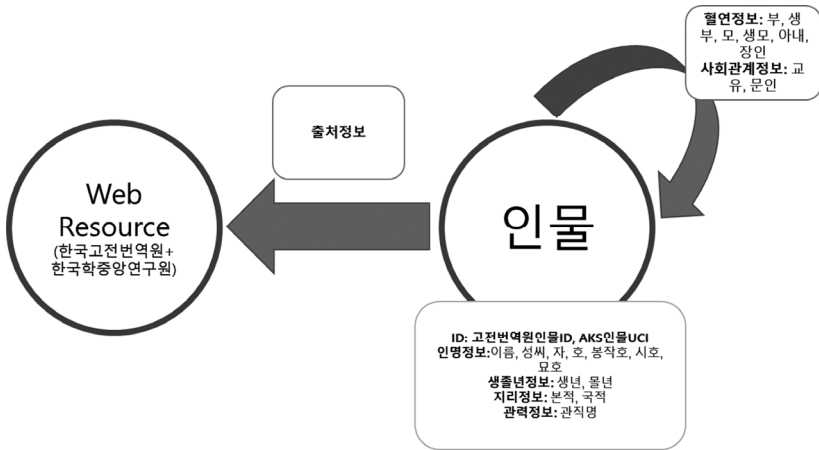 혈연정보: 부, 생
부, 모, 생모, 아내,
장인
사회관계정보: 교
유, 문인
출처정보
Web
Resource
(한국고전번역원+
한국학중앙연구원)
인물
ID: 고전번역원인물ID, AKS인물UCI
인명정보:이름, 성씨, 자, 호, 봉작호, 시호,
묘호
생졸년정보: 생년, 몰년
지리정보: 본적, 국적
관력정보: 관직명